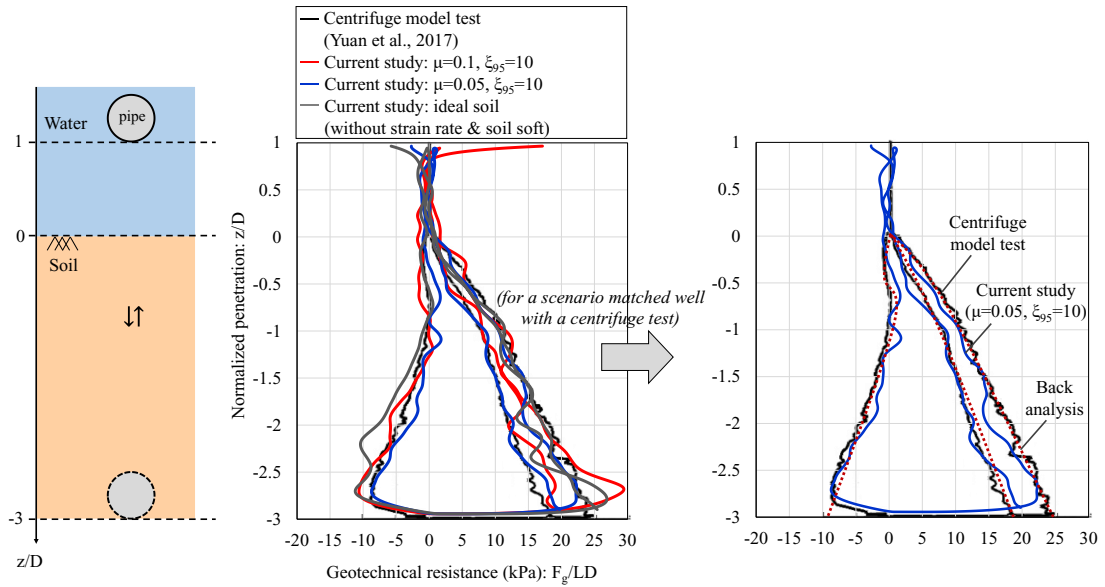 Centrifuge model test
(Yuan et al., 2017)
Current study: μ=0.1, ξ95=10
Current study: μ=0.05, ξ95=10
Current study: ideal soil
(without strain rate & soil soft)
pipe
Water
1
0
Soil
-3
z/D
Normalized penetration: z/D
1
0.5
0
-0.5
-1
-1.5
-2
-2.5
-3
-20 -15 -10 -5 0 5 10 15 20 25 30
(for a scenario matched well
with a centrifuge test)
1
0.5
0
-0.5
-1
-1.5
-2
-2.5
-3
-20 -15 -10 -5 0 5 10 15 20 25 30
Centrifuge
model test
Current study
(μ=0.05, ξ95=10)
Back
analysis
Geotechnical resistance (kPa): Fg/LD